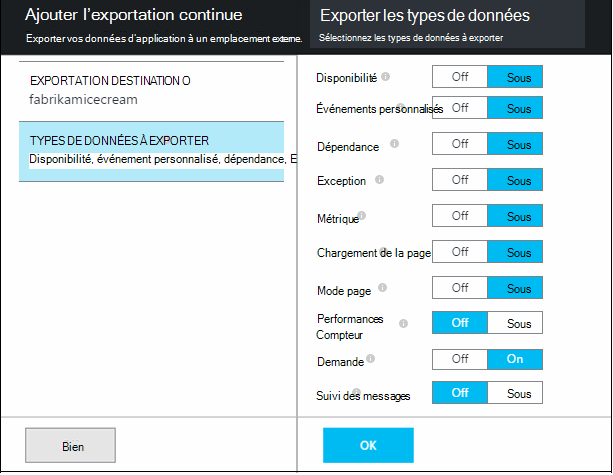 Ajouter l'exportation continue
Exporter vos données d'application à un emplacement externe.
EXPORTATION DESTINATION O
fabrikamicecream
TYPES DE DONNÉES À EXPORTER
Disponibilité, événement personnalisé, dépendance, E
Bien
Exporter les types de données
Sélectionnez les types de données à exporter
Disponibilité Off Sous
Événements personnalisés Off Sous
Dépendance Off Sous
Exception Off Sous
Métrique Off Sous
Chargement de la page Off Sous
Mode page Off Sous
Performances
Compteur Off Sous
Demande Off On
Suivi des messages Off Sous
OK